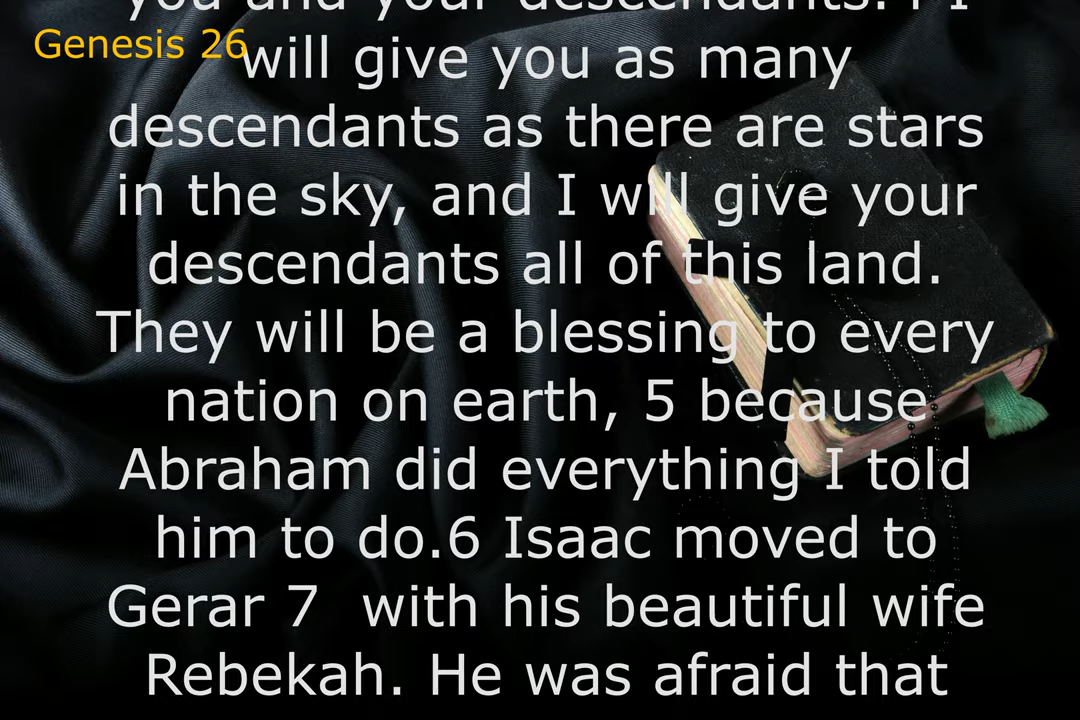 you and your descendants. 4 I
Genesis 26
will give you as many
descendants as there are stars
in the sky, and I will give your
descendants all of this land.
They will be a blessing to every
nation on earth, 5 because
Abraham did everything I told
him to do.6 Isaac moved to
Gerar 7  with his beautiful wife
Rebekah. He was afraid that